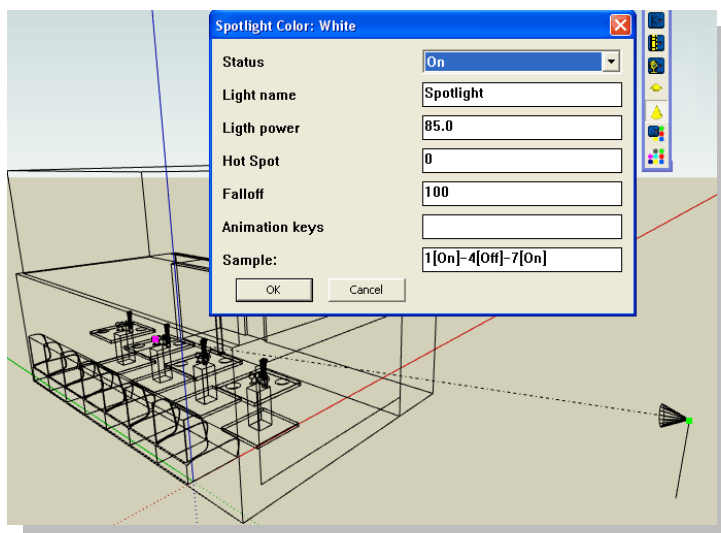 Spotlight Color: White
Status On
Light name Spotlight
Ligth power 85.0
Hot Spot 0
Falloff 100
Animation keys
Sample: 1[On]-4[Off]-7[On]
OK Cancel